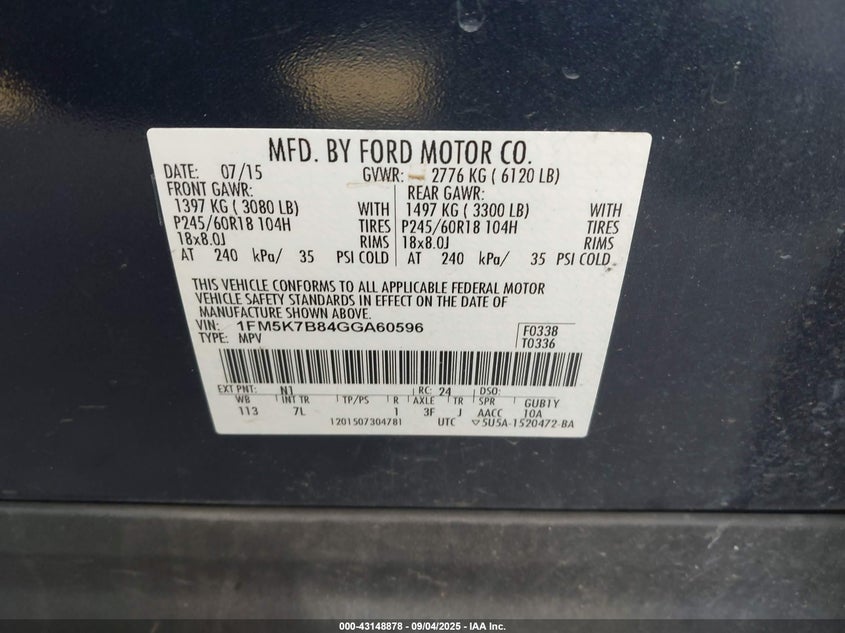 MFD. BY FORD MOTOR CO.
DATE: 07/15 GVWR: 2776 KG ( 6120 LB)
FRONT GAWR: REAR GAWR:
1397 KG ( 3080 LB) WITH 1497 KG ( 3300 LB) WITH
P245/60R18 104H TIRES P245/60R18 104H TIRES
18x8.0J RIMS 18x8.0J RIMS
AT 240 kPa/ 35 PSI COLD AT 240 kPa/ 35 PSI COLD
THIS VEHICLE CONFORMS TO ALL APPLICABLE FEDERAL MOTOR
VEHICLE SAFETY STANDARDS IN EFFECT ON THE DATE OF
MANUFACTURE SHOWN ABOVE.
VIN: 1FM5K7B84GGA60596 F0338
TYPE: MPV T0336
EXT PNT: N1 RC: 24 DSO:
WB INT TR TP/PS R AXLE TR SPR GUB1Y
113 7L 1 3F J AACC 10A
1201507304781 UTC ▽5U5A-1520472-BA
000-43148878 - 09/04/2025 - IAA Inc.